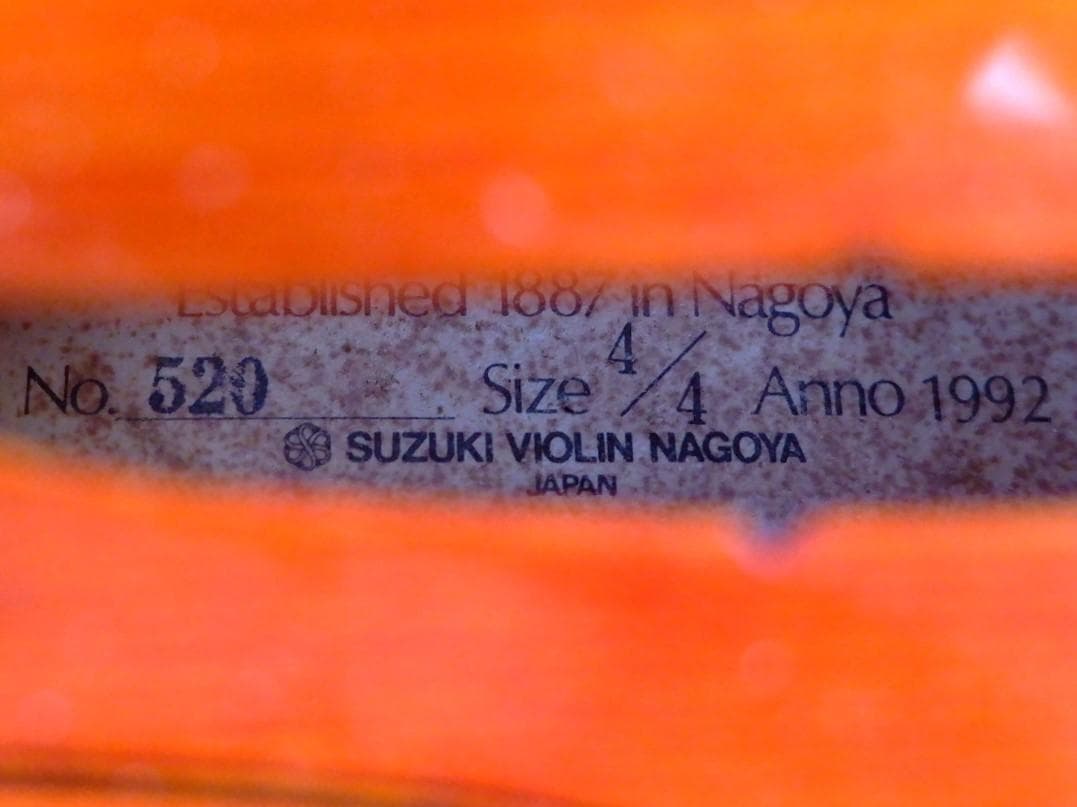 Established 1887 in Nagoya
No. 520 Size 4/4 Anno 1992
SUZUKI VIOLIN NAGOYA
JAPAN